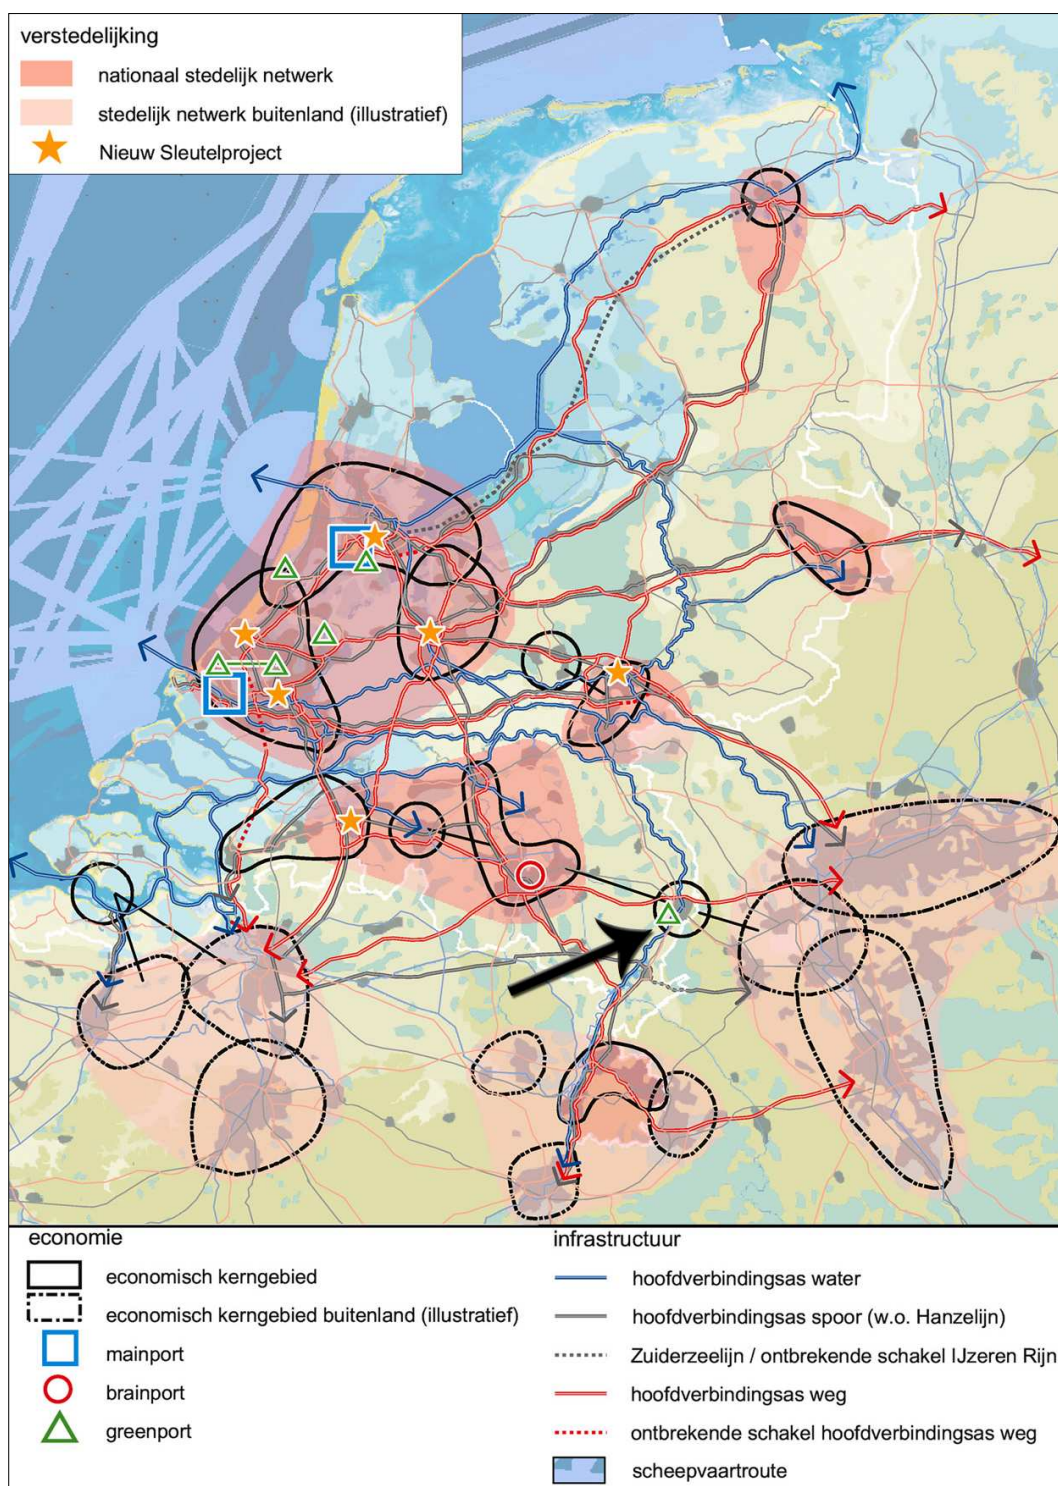 verstedelijking
nationaal stedelijk netwerk
stedelijk netwerk buitenland (illustratief)
Nieuw Sleutelproject
economie
economisch kerngebied
economisch kerngebied buitenland (illustratief)
mainport
brainport
greenport
infrastructuur
hoofdverbindingsas water
hoofdverbindingsas spoor (w.o. Hanzelijn)
Zuiderzeelijn / ontbrekende schakel IJzeren Rijn
hoofdverbindingsas weg
ontbrekende schakel hoofdverbindingsas weg
scheepvaartroute